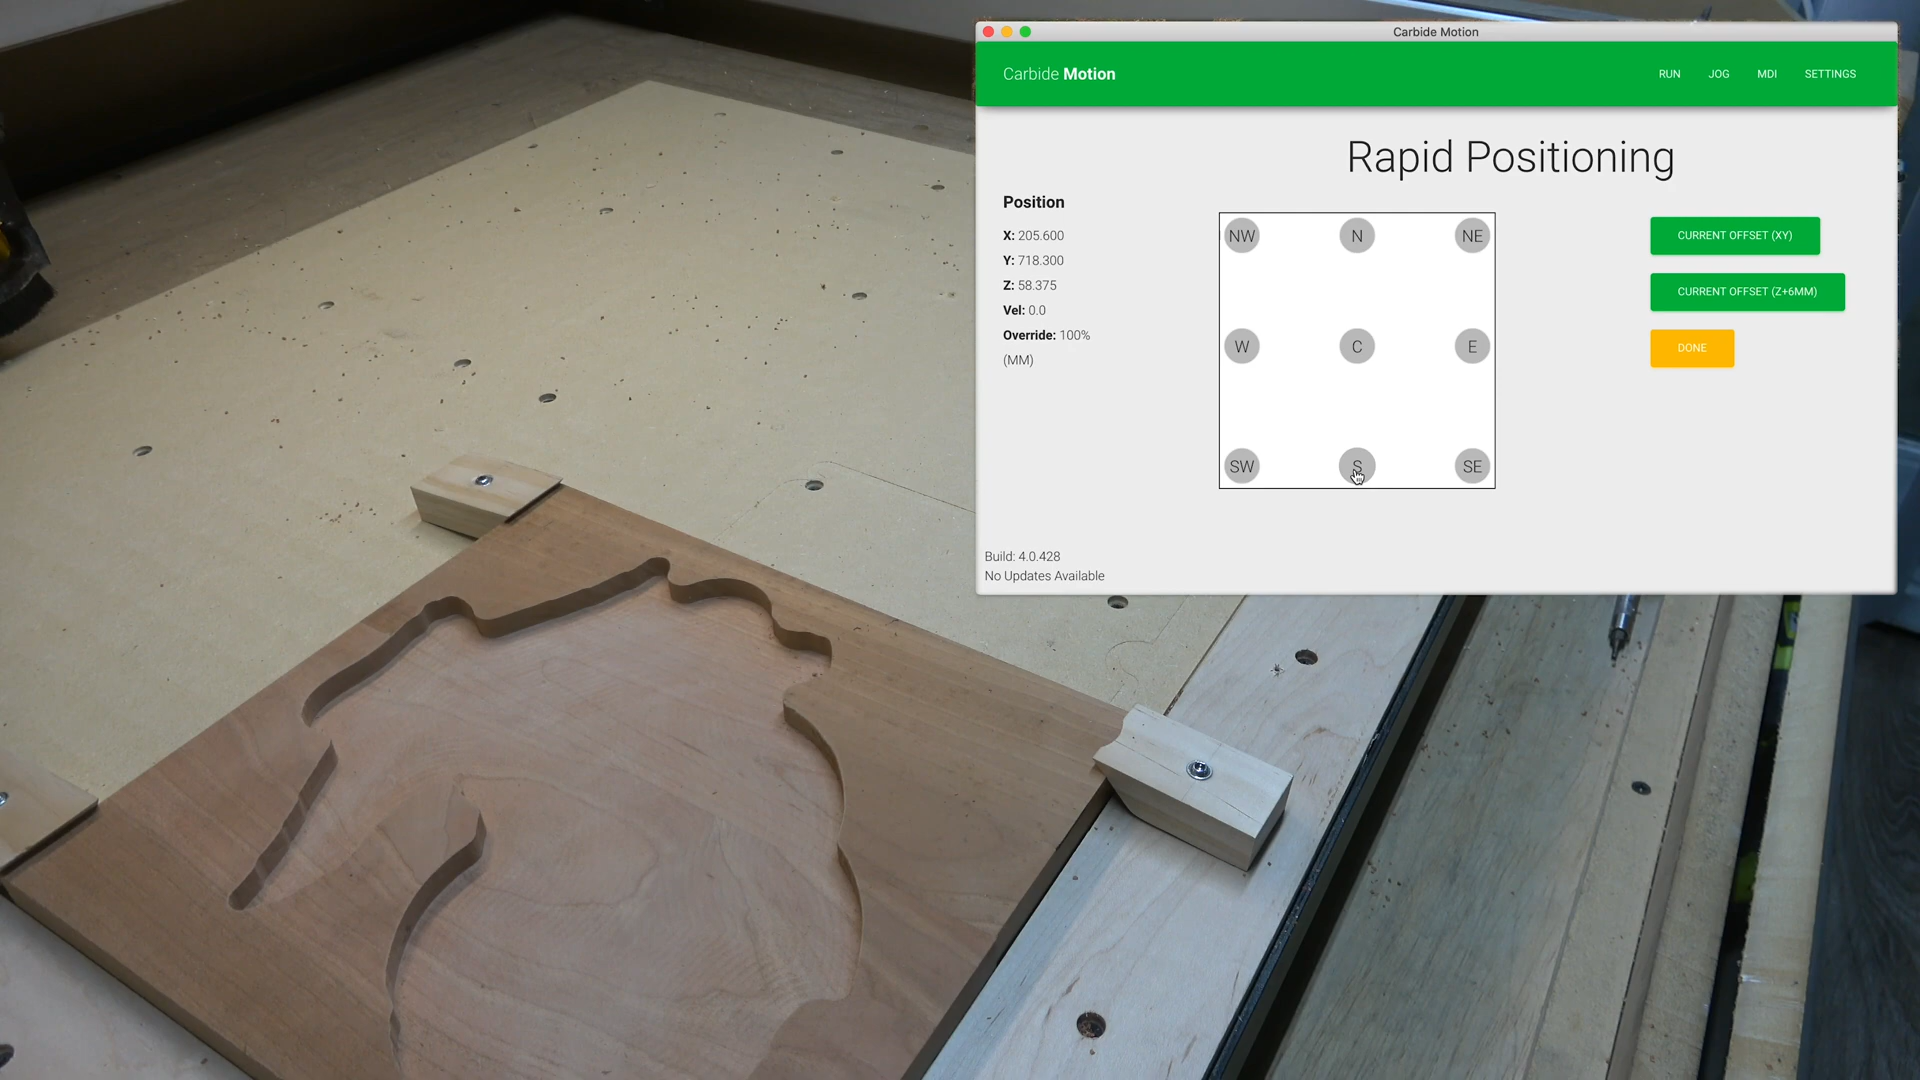 Carbide Motion
Carbide Motion
RUN JOG MDI SETTINGS
Rapid Positioning
Position
X: 205.600
Y: 718.300
Z: 58.375
Vel: 0.0
Override: 100%
(MM)
NW N NE
W C E
SW S SE
CURRENT OFFSET (XY)
CURRENT OFFSET (Z+6MM)
DONE
Build: 4.0.428
No Updates Available